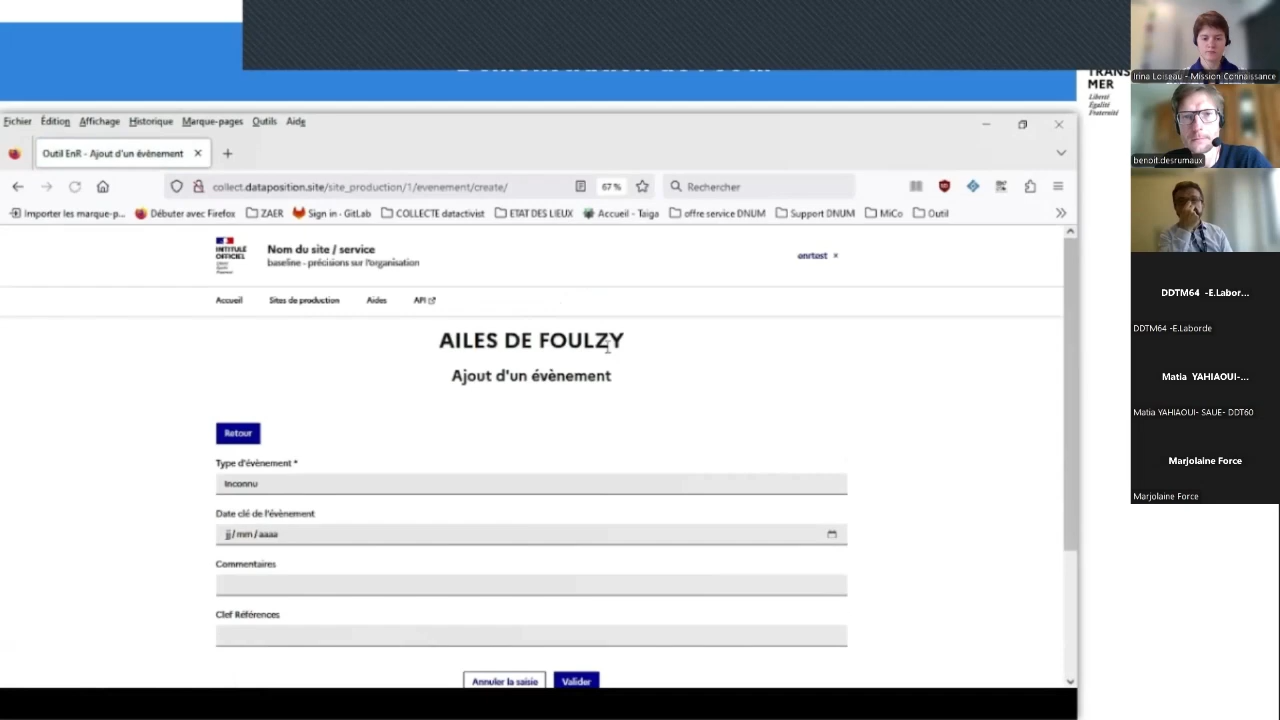 TRANS
MER
Liberté
Égalité
Fraternité
Fichier Édition Affichage Historique Marque-pages Outils Aide
Outil EnR - Ajout d'un évènement
collect.dataposition.site/site_production/1/evenement/create/
67 %
Rechercher
Importer les marque-p... Débuter avec Firefox ZAER Sign in · GitLab COLLECTE datactivist ETAT DES LIEUX Accueil - Taiga offre service DNUM Support DNUM MiCo Outil
INTITULÉ
OFFICIEL
Nom du site / service
baseline - précisions sur l'organisation
enrtest ×
Accueil Sites de production Aides API
AILES DE FOULZY
Ajout d'un évènement
Retour
Type d'évènement *
Inconnu
Date clé de l'évènement
jj/mm/aaaa
Commentaires
Clef Références
Annuler la saisie Valider
Irina Loiseau - Mission Connaissance
benoit.desrumaux
DDTM64 -E.Labor...
DDTM64 -E.Laborde
Matia YAHIAOUI-...
Matia YAHIAOUI- SAUE- DDT60
Marjolaine Force
Marjolaine Force